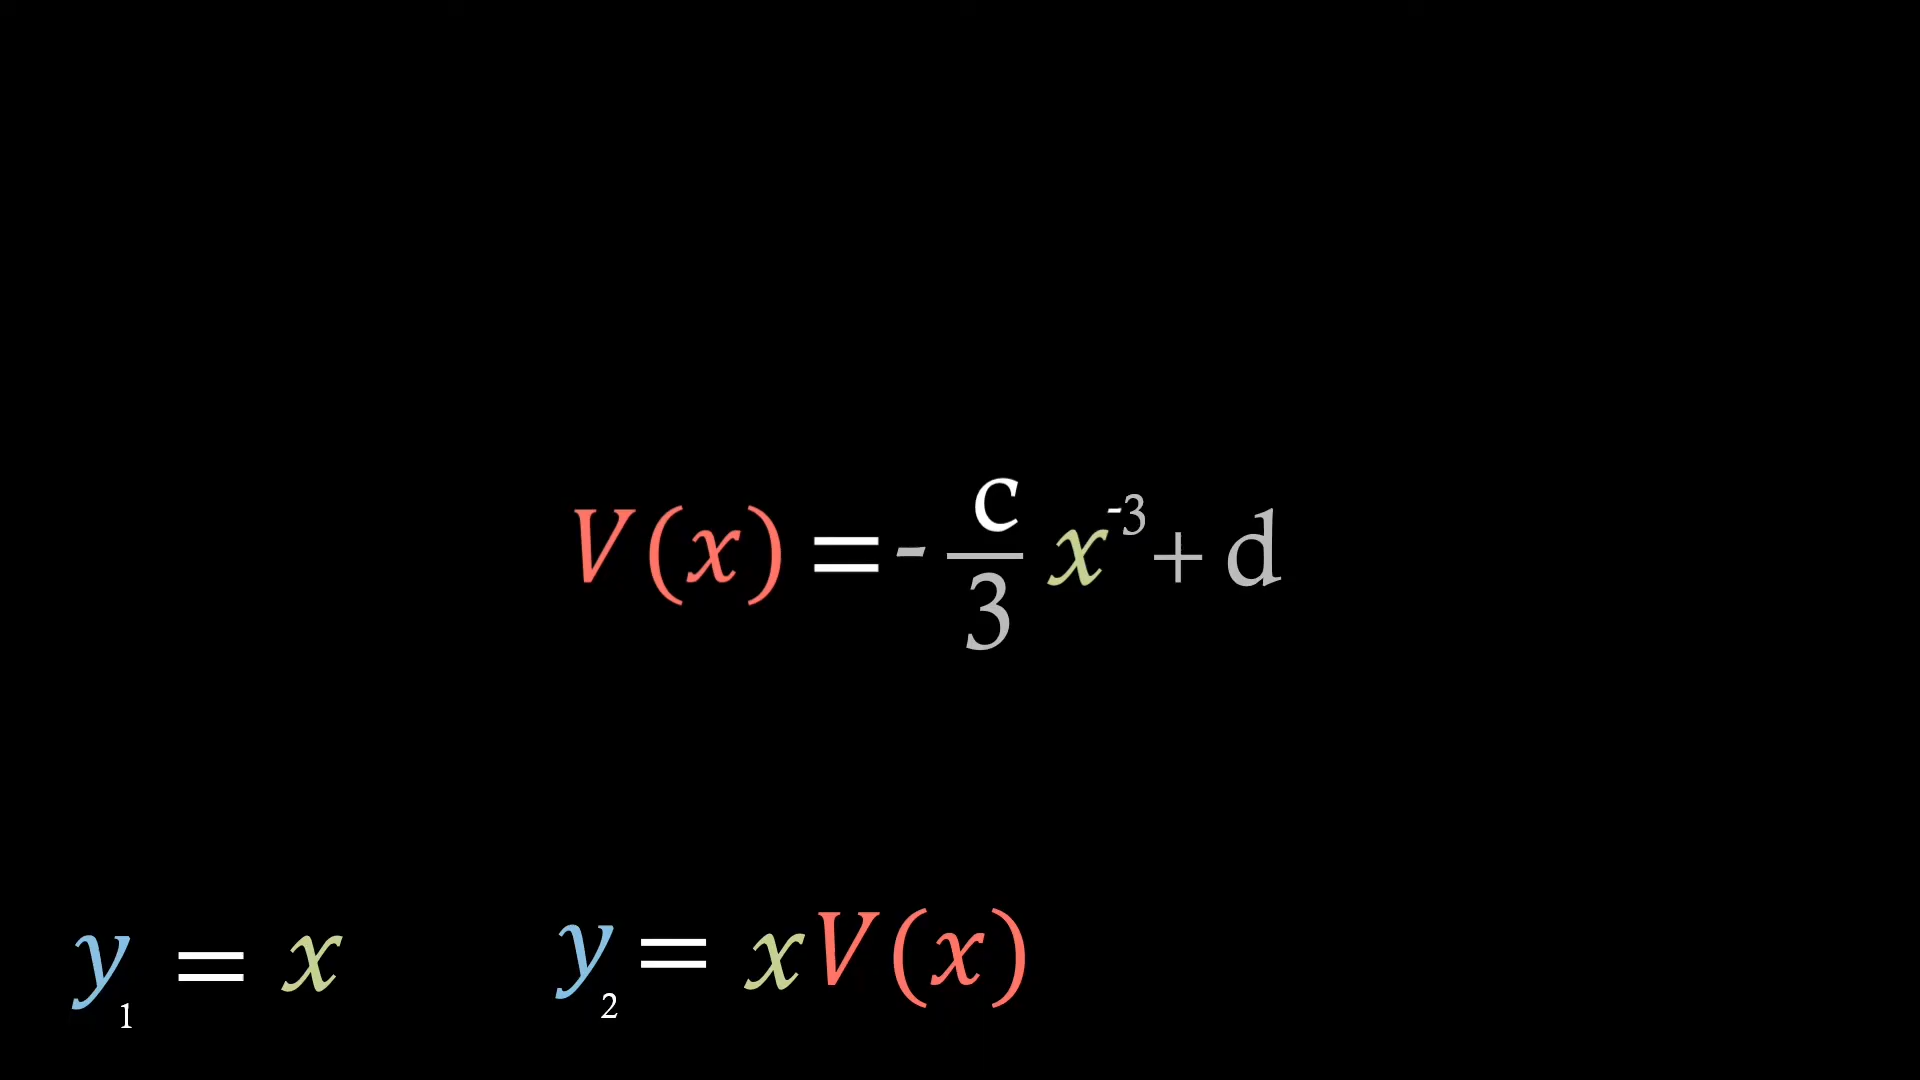 V(x) = - c/3 x⁻³ + d
y₁ = x
y₂ = xV(x)